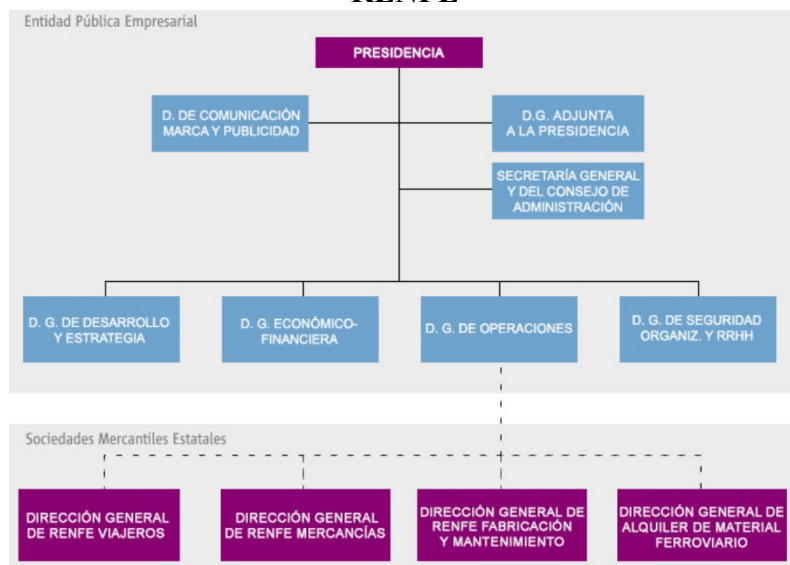 RENFE
Entidad Pública Empresarial
PRESIDENCIA
D. DE COMUNICACIÓN
MARCA Y PUBLICIDAD
D.G. ADJUNTA
A LA PRESIDENCIA
SECRETARÍA GENERAL
Y DEL CONSEJO DE
ADMINISTRACIÓN
D. G. DE DESARROLLO
Y ESTRATEGIA
D. G. ECONÓMICO-
FINANCIERA
D. G. DE OPERACIONES
D. G. DE SEGURIDAD
ORGANIZ. Y RRHH
Sociedades Mercantiles Estatales
DIRECCIÓN GENERAL
DE RENFE VIAJEROS
DIRECCIÓN GENERAL
DE RENFE MERCANCÍAS
DIRECCIÓN GENERAL DE
RENFE FABRICACIÓN
Y MANTENIMIENTO
DIRECCIÓN GENERAL DE
ALQUILER DE MATERIAL
FERROVIARIO